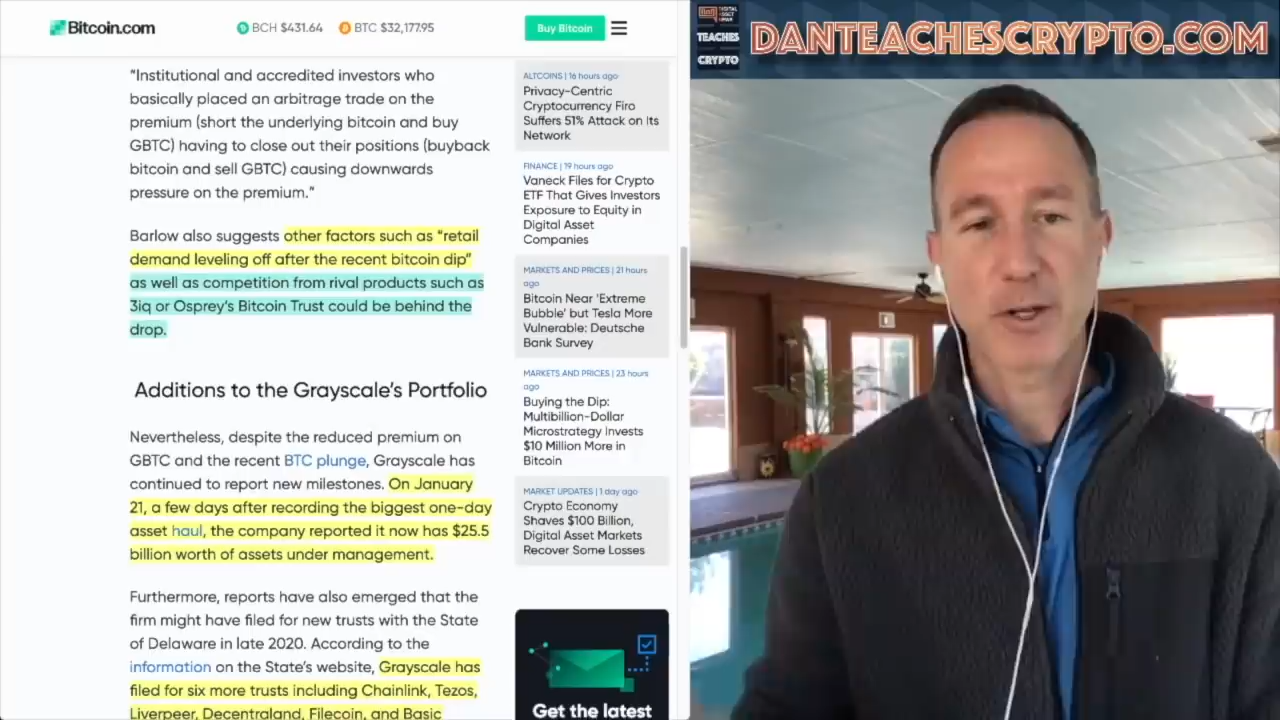 Bitcoin.com
BCH $431.64
BTC $32,177.95
Buy Bitcoin
“Institutional and accredited investors who
basically placed an arbitrage trade on the
premium (short the underlying bitcoin and buy
GBTC) having to close out their positions (buyback
bitcoin and sell GBTC) causing downwards
pressure on the premium.”
Barlow also suggests other factors such as “retail
demand leveling off after the recent bitcoin dip”
as well as competition from rival products such as
3iq or Osprey’s Bitcoin Trust could be behind the
drop.
Additions to the Grayscale’s Portfolio
Nevertheless, despite the reduced premium on
GBTC and the recent BTC plunge, Grayscale has
continued to report new milestones. On January
21, a few days after recording the biggest one-day
asset haul, the company reported it now has $25.5
billion worth of assets under management.
Furthermore, reports have also emerged that the
firm might have filed for new trusts with the State
of Delaware in late 2020. According to the
information on the State’s website, Grayscale has
filed for six more trusts including Chainlink, Tezos,
Liverpeer, Decentraland, Filecoin, and Basic
ALTCOINS | 16 hours ago
Privacy-Centric
Cryptocurrency Firo
Suffers 51% Attack on Its
Network
FINANCE | 19 hours ago
Vaneck Files for Crypto
ETF That Gives Investors
Exposure to Equity in
Digital Asset
Companies
MARKETS AND PRICES | 21 hours
ago
Bitcoin Near 'Extreme
Bubble' but Tesla More
Vulnerable: Deutsche
Bank Survey
MARKETS AND PRICES | 23 hours
ago
Buying the Dip:
Multibillion-Dollar
Microstrategy Invests
$10 Million More in
Bitcoin
MARKET UPDATES | 1 day ago
Crypto Economy
Shaves $100 Billion,
Digital Asset Markets
Recover Some Losses
Get the latest
DIGITAL
ASSET
NEWS
TEACHES
CRYPTO
DANTEACHESCRYPTO.COM